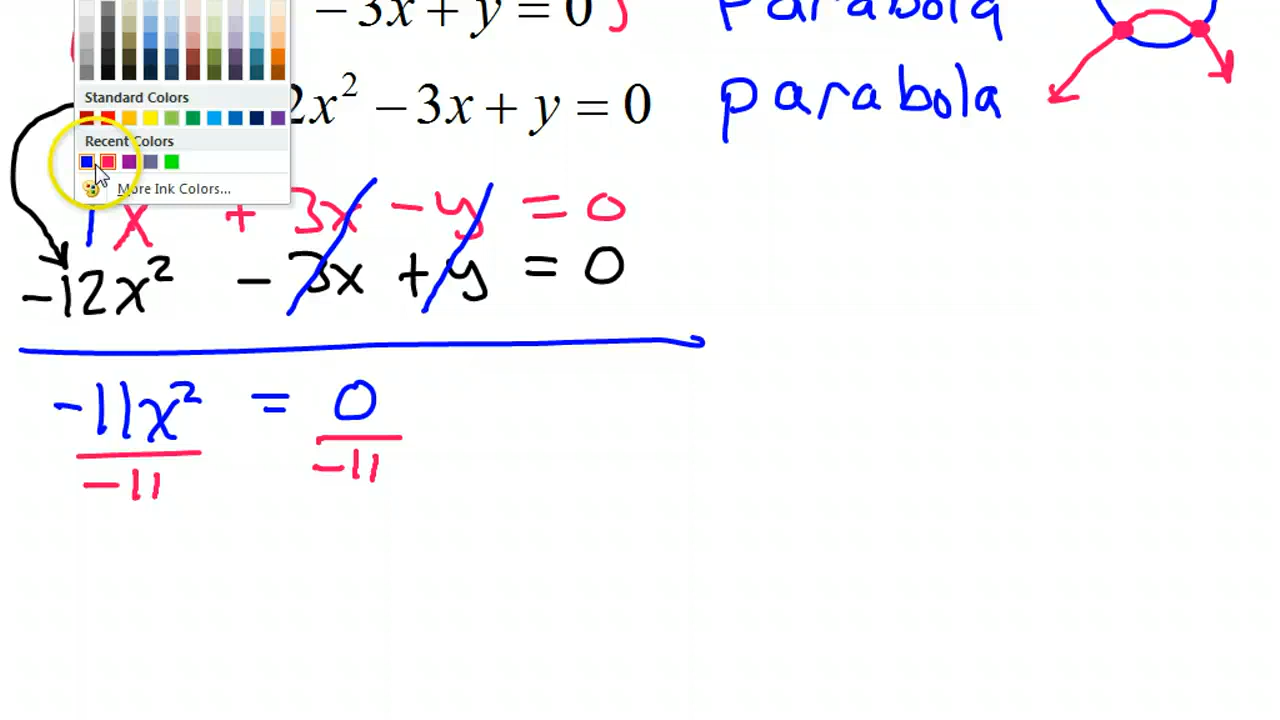 − 3x + y = 0
parabola
Standard Colors
2x² − 3x + y = 0
parabola
Recent Colors
More Ink Colors...
x + 3x − y = 0
−12x² − 3x + y = 0
−11x² = 0
−11 −11